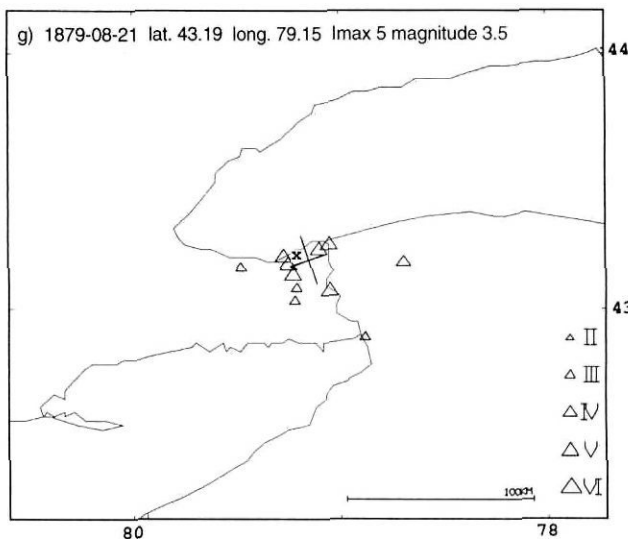 g) 1879-08-21 lat. 43.19 long. 79.15 Imax 5 magnitude 3.5
44
x
43
II
III
IV
V
VI
100KM
80
78